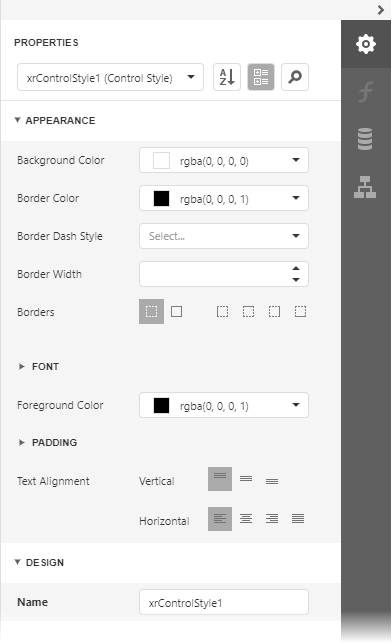 PROPERTIES
xrControlStyle1 (Control Style)
A
Z
APPEARANCE
Background Color rgba(0, 0, 0, 0)
Border Color rgba(0, 0, 0, 1)
Border Dash Style Select...
Border Width
Borders
FONT
Foreground Color rgba(0, 0, 0, 1)
PADDING
Text Alignment Vertical
Horizontal
DESIGN
Name xrControlStyle1